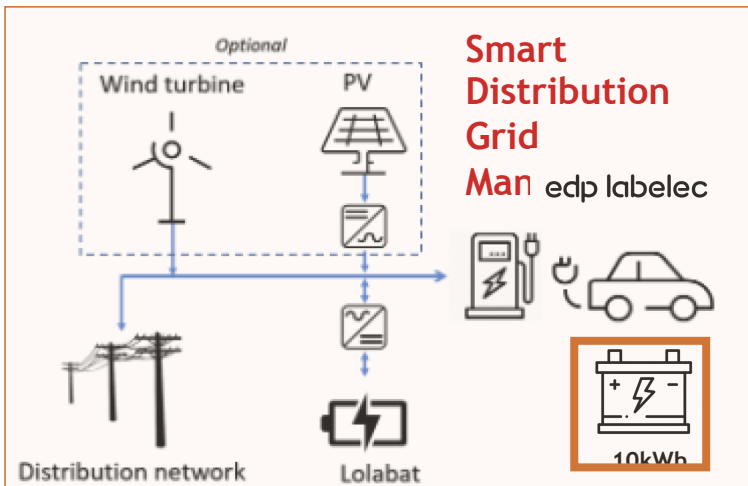 Optional
Wind turbine
PV
Smart
Distribution
Grid
Man
edp labelec
+ -
Distribution network
Lolabat
10kWh